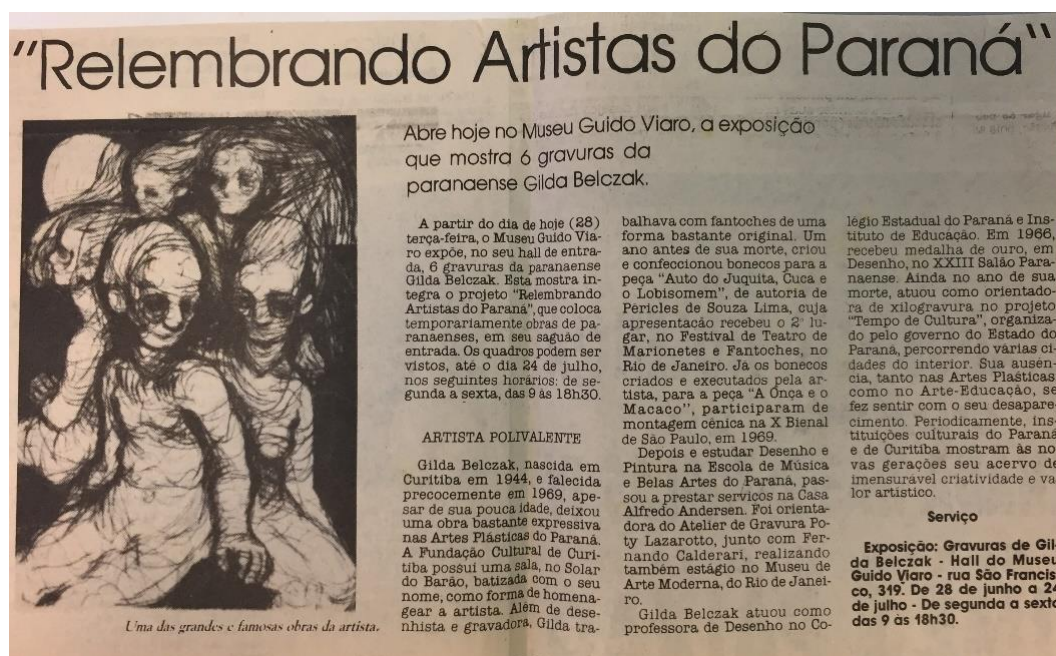 "Relembrando Artistas do Paraná"
Abre hoje no Museu Guido Viaro, a exposição
que mostra 6 gravuras da
paranaense Gilda Belczak.
A partir do dia de hoje (28)
terça-feira, o Museu Guido Via-
ro expõe, no seu hall de entra-
da, 6 gravuras da paranaense
Gilda Belczak. Esta mostra in-
tegra o projeto "Relembrando
Artistas do Paraná", que coloca
temporariamente obras de pa-
ranaenses, em seu saguão de
entrada. Os quadros podem ser
vistos, até o dia 24 de julho,
nos seguintes horários: de se-
gunda a sexta, das 9 às 18h30.
ARTISTA POLIVALENTE
Gilda Belczak, nascida em
Curitiba em 1944, e falecida
precocemente em 1969, ape-
sar de sua pouca idade, deixou
uma obra bastante expressiva
nas Artes Plásticas do Paraná.
A Fundação Cultural de Curi-
tiba possui uma sala, no Solar
do Barão, batizada com o seu
nome, como forma de homena-
gear a artista. Além de dese-
nhista e gravadora, Gilda tra-
balhava com fantoches de uma
forma bastante original. Um
ano antes de sua morte, criou
e confeccionou bonecos para a
peça "Auto do Juquita, Cuca e
o Lobisomem", de autoria de
Péricles de Souza Lima, cuja
apresentacão recebeu o 2º lu-
gar, no Festival de Teatro de
Marionetes e Fantoches, no
Rio de Janeiro. Já os bonecos
criados e executados pela ar-
tista, para a peça "A Onça e o
Macaco", participaram de
montagem cênica na X Bienal
de São Paulo, em 1969.
Depois e estudar Desenho e
Pintura na Escola de Música
e Belas Artes do Paraná, pas-
sou a prestar servicos na Casa
Alfredo Andersen. Foi orienta-
dora do Atelier de Gravura Po-
ty Lazarotto, junto com Fer-
nando Calderari, realizando
também estágio no Museu de
Arte Moderna, do Rio de Janei-
ro.
Gilda Belczak atuou como
professora de Desenho no Co-
légio Estadual do Paraná e Ins-
tituto de Educação. Em 1966,
recebeu medalha de ouro, em
Desenho, no XXIII Salão Para-
naense. Ainda no ano de sua
morte, atuou como orientado-
ra de xilogravura no projeto
"Tempo de Cultura", organiza-
do pelo governo do Estado do
Paraná, percorrendo várias ci-
dades do interior. Sua ausên-
cia, tanto nas Artes Plásticas
como no Arte-Educação, se
fez sentir com o seu desapare-
cimento. Periodicamente, ins-
tituições culturais do Paraná
e de Curitiba mostram às no-
vas gerações seu acervo de
imensurável criatividade e va-
lor artistico.
Serviço
Exposição: Gravuras de Gil-
da Belczak - Hall do Museu
Guido Viaro - rua São Francis-
co, 319. De 28 de junho a 24
de julho - De segunda a sexta
das 9 às 18h30.
Uma das grandes e famosas obras da artista.